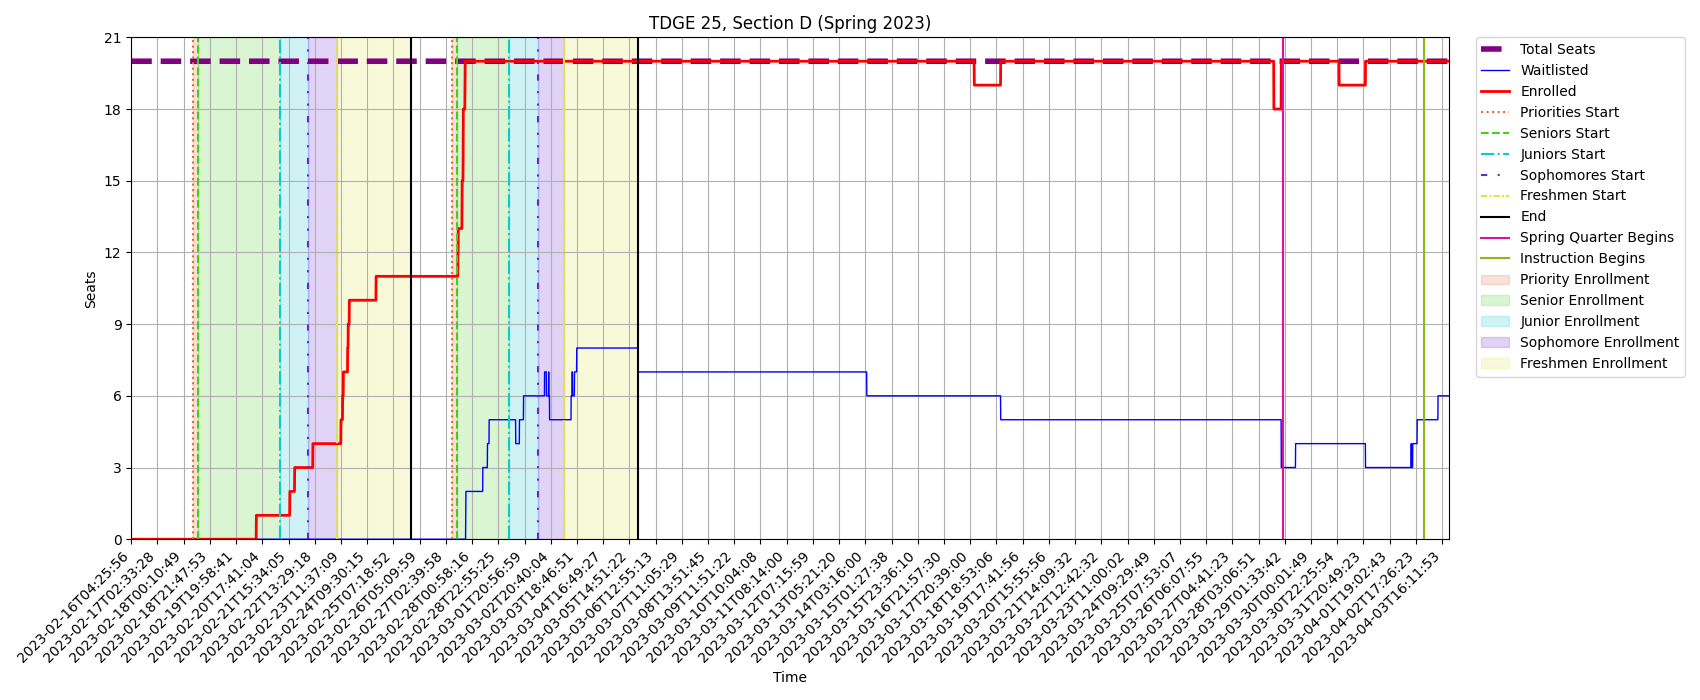 TDGE 25, Section D (Spring 2023)
21
18
15
12
9
6
3
0
Seats
2023-02-16T04:25:56
2023-02-17T02:33:28
2023-02-18T00:10:49
2023-02-18T21:47:53
2023-02-19T19:58:41
2023-02-20T17:41:04
2023-02-21T15:34:05
2023-02-22T13:29:18
2023-02-23T11:37:09
2023-02-24T09:30:15
2023-02-25T07:18:52
2023-02-26T05:09:59
2023-02-27T02:39:58
2023-02-28T00:58:16
2023-02-28T22:55:25
2023-03-01T20:56:59
2023-03-02T20:40:04
2023-03-03T18:46:51
2023-03-04T16:49:27
2023-03-05T14:51:22
2023-03-06T12:55:13
2023-03-07T11:05:29
2023-03-08T13:51:45
2023-03-09T11:51:22
2023-03-10T10:04:08
2023-03-11T08:14:00
2023-03-12T07:15:59
2023-03-13T05:21:20
2023-03-14T03:16:00
2023-03-15T01:27:38
2023-03-15T23:36:10
2023-03-16T21:57:30
2023-03-17T20:39:00
2023-03-18T18:53:06
2023-03-19T17:41:56
2023-03-20T15:55:56
2023-03-21T14:09:32
2023-03-22T12:42:32
2023-03-23T11:00:02
2023-03-24T09:29:49
2023-03-25T07:53:07
2023-03-26T06:07:55
2023-03-27T04:41:23
2023-03-28T03:06:51
2023-03-29T01:33:42
2023-03-30T00:01:49
2023-03-30T22:25:54
2023-03-31T20:49:23
2023-04-01T19:02:43
2023-04-02T17:26:23
2023-04-03T16:11:53
Time
Total Seats
Waitlisted
Enrolled
Priorities Start
Seniors Start
Juniors Start
Sophomores Start
Freshmen Start
End
Spring Quarter Begins
Instruction Begins
Priority Enrollment
Senior Enrollment
Junior Enrollment
Sophomore Enrollment
Freshmen Enrollment